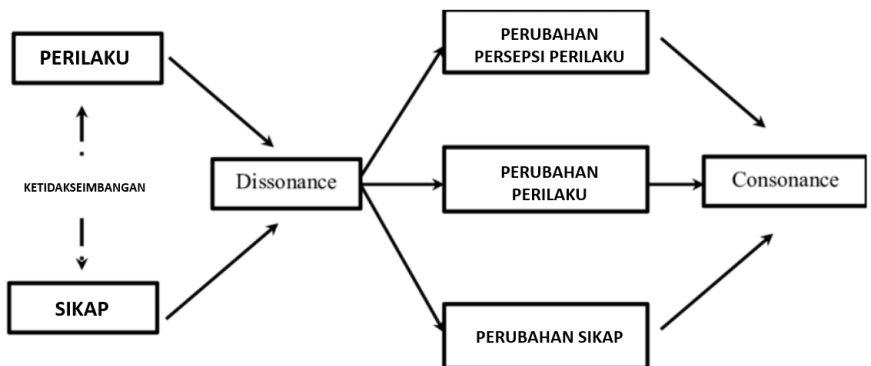 PERILAKU
KETIDAKSEIMBANGAN
SIKAP
Dissonance
PERUBAHAN
PERSEPSI PERILAKU
PERUBAHAN
PERILAKU
PERUBAHAN SIKAP
Consonance